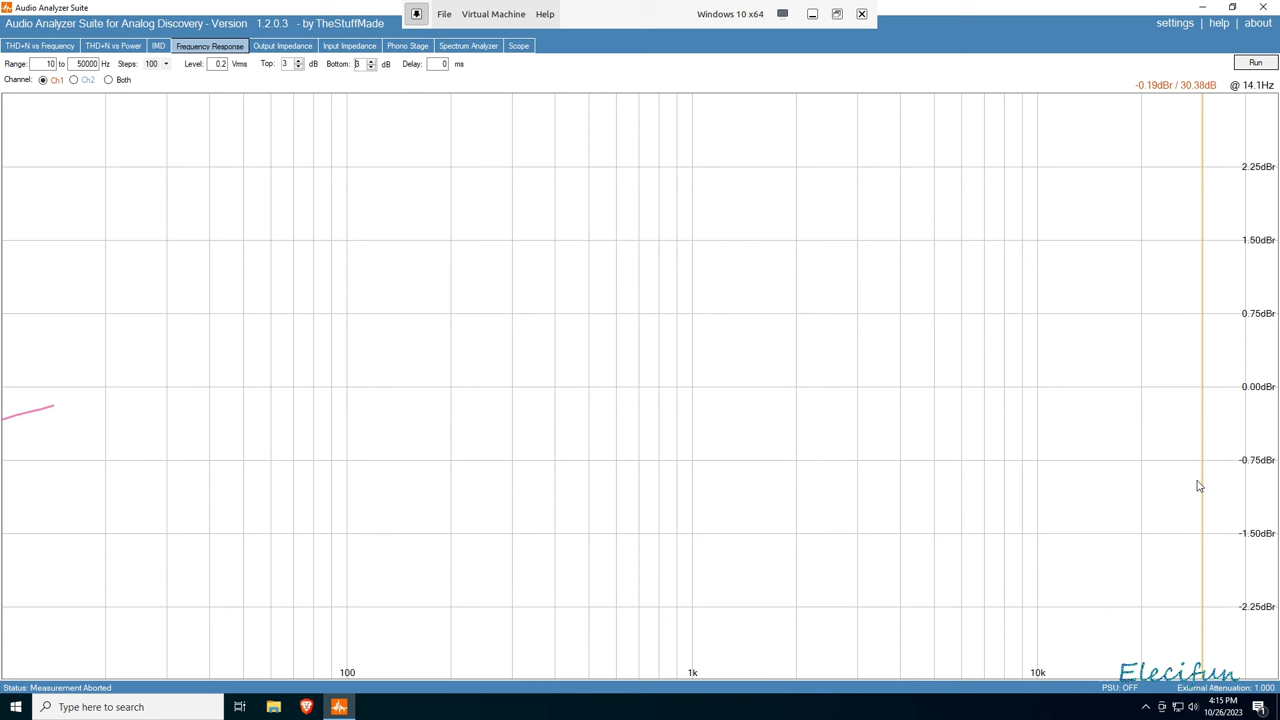 Audio Analyzer Suite
File Virtual Machine Help
Windows 10 x64
Audio Analyzer Suite for Analog Discovery - Version 1.2.0.3 - by TheStuffMade
settings help about
THD+N vs Frequency THD+N vs Power IMD Frequency Response Output Impedance Input Impedance Phono Stage Spectrum Analyzer Scope
Range: 10 to 50000 Hz Steps: 100 Level: 0.2 Vrms Top: 3 dB Bottom: 3 dB Delay: 0 ms Run
Channel: Ch1 Ch2 Both
-0.19dBr / 30.38dB @ 14.1Hz
2.25dBr
1.50dBr
0.75dBr
0.00dBr
-0.75dBr
-1.50dBr
-2.25dBr
100 1k 10k
Elecifun
Status: Measurement Aborted PSU: OFF External Attenuation: 1.000
Type here to search
4:15 PM
10/26/2023
1